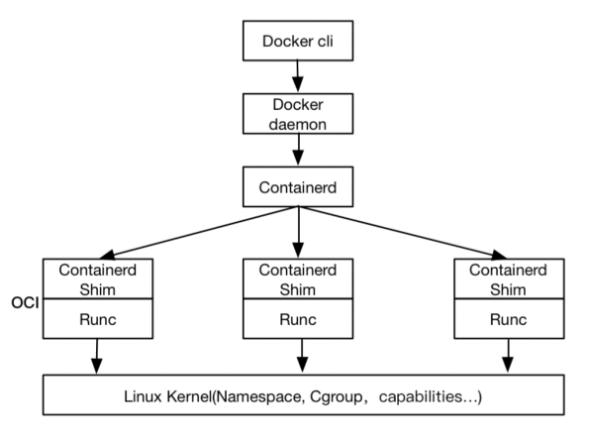 Docker cli
Docker
daemon
Containerd
Containerd
Shim
Containerd
Shim
Containerd
Shim
OCI
Runc
Runc
Runc
Linux Kernel(Namespace, Cgroup，capabilities...)